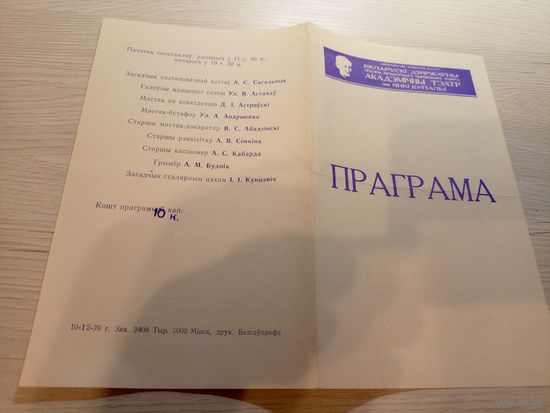 Пачатак спектакляў: ранішніх у 11 г. 30 м.,
вячэрніх у 19 г. 30 м.
Загадчык пастановачнай часткі А. С. Сагальчык
Галоўны машыніст сцэны Ул. В. Астахаў
Мастак па асвятленню Д. І. Астроўскі
Мастак-бутафор Ул. А. Андрыенка
Старшы мастак-дэкаратар В. С. Абадзінскі
Старшы рэквізітар А. В. Сімкіна
Старшы касцюмер А. С. Кабарда
Грымёр А. М. Буднік
Загадчык сталярным цэхам І. І. Кунцэвіч
Кошт праграмы кап.
10 к.
10-12-76 г. Зак. 3408 Тыр. 2000 Мінск, друк. Белсаўпрофа
БЕЛАРУСКІ ДЗЯРЖАЎНЫ
АКАДЭМІЧНЫ ТЭАТР
імя ЯНКІ КУПАЛЫ
ПРАГРАМА